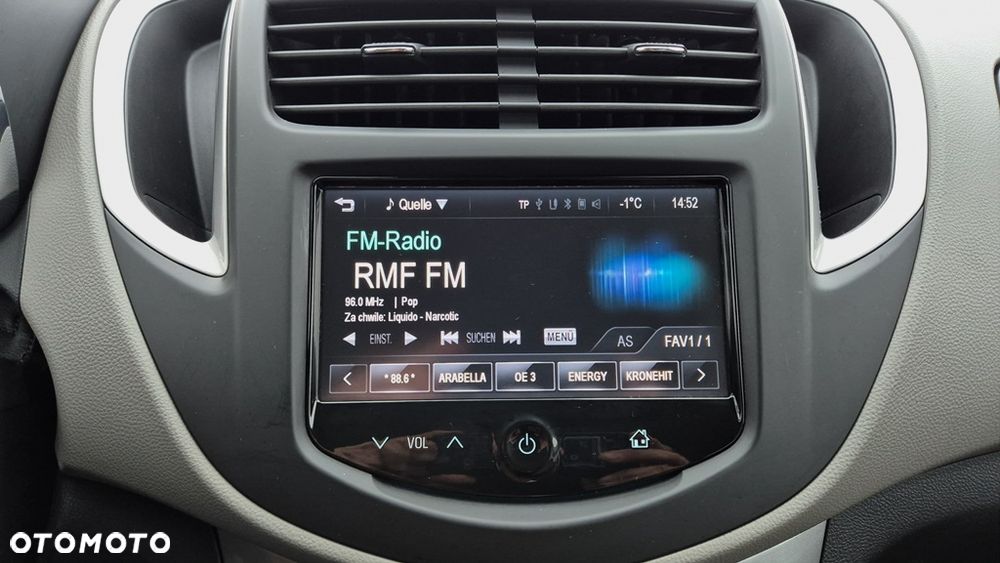 Quelle TP -1°C 14:52
FM-Radio
RMF FM
96.0 MHz | Pop
Za chwile: Liquido - Narcotic
EINST. SUCHEN MENÜ AS FAV1 / 1
* 88.6 * ARABELLA OE 3 ENERGY KRONEHIT
VOL
OTOMOTO